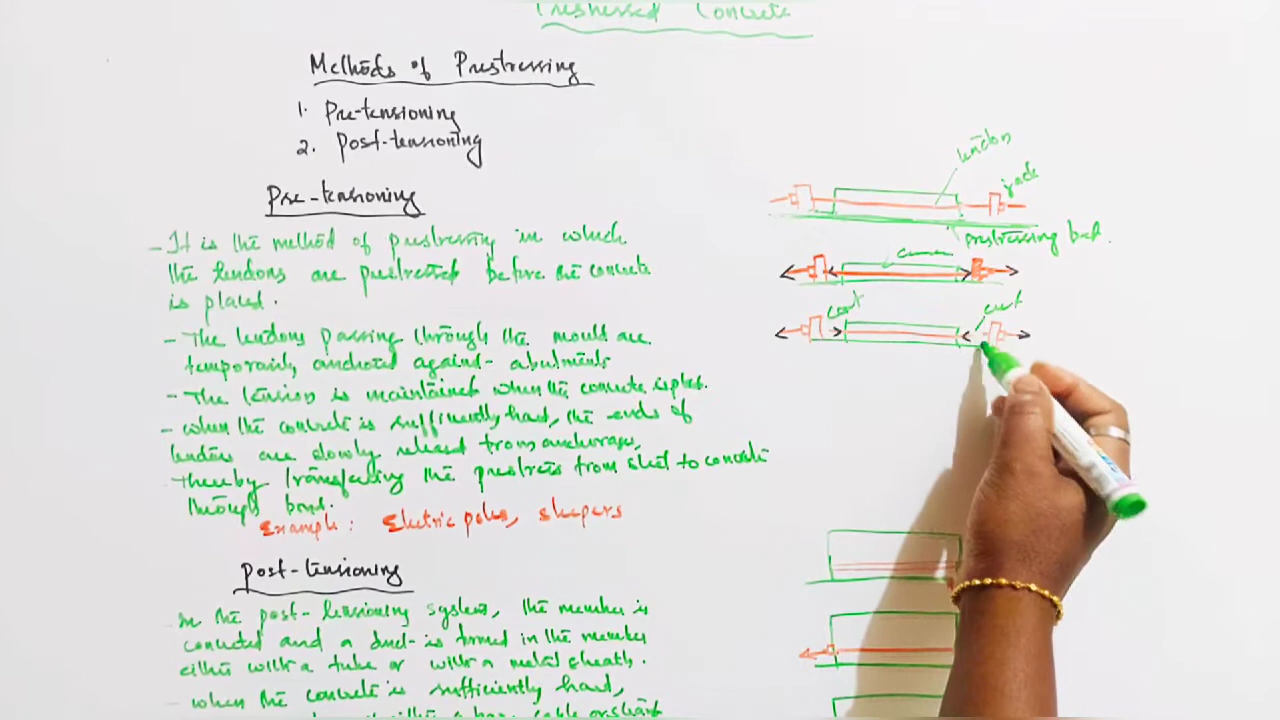 Prestressed Concrete
Methods of Prestressing
1. Pre-tensioning
2. Post-tensioning
Pre-tensioning
- It is the method of prestressing in which
the tendons are prestressed before the concrete
is placed.
- The tendons passing through the mould are
temporarily anchored against abutments
- The tension is maintained when the concrete is
- when the concrete is sufficiently hard, the ends of
tendons are slowly released from anchorages,
thereby transferring the prestress from steel to concrete
through bond.
Example : Electric poles, sleepers
Post-tensioning
- In the post-tensioning system, the member is
concreted and a duct is formed in the member
either with a tube or with a metal sheath.
- when the concrete is sufficiently hard,
tendon
jack
prestressing bed.
cut
cut